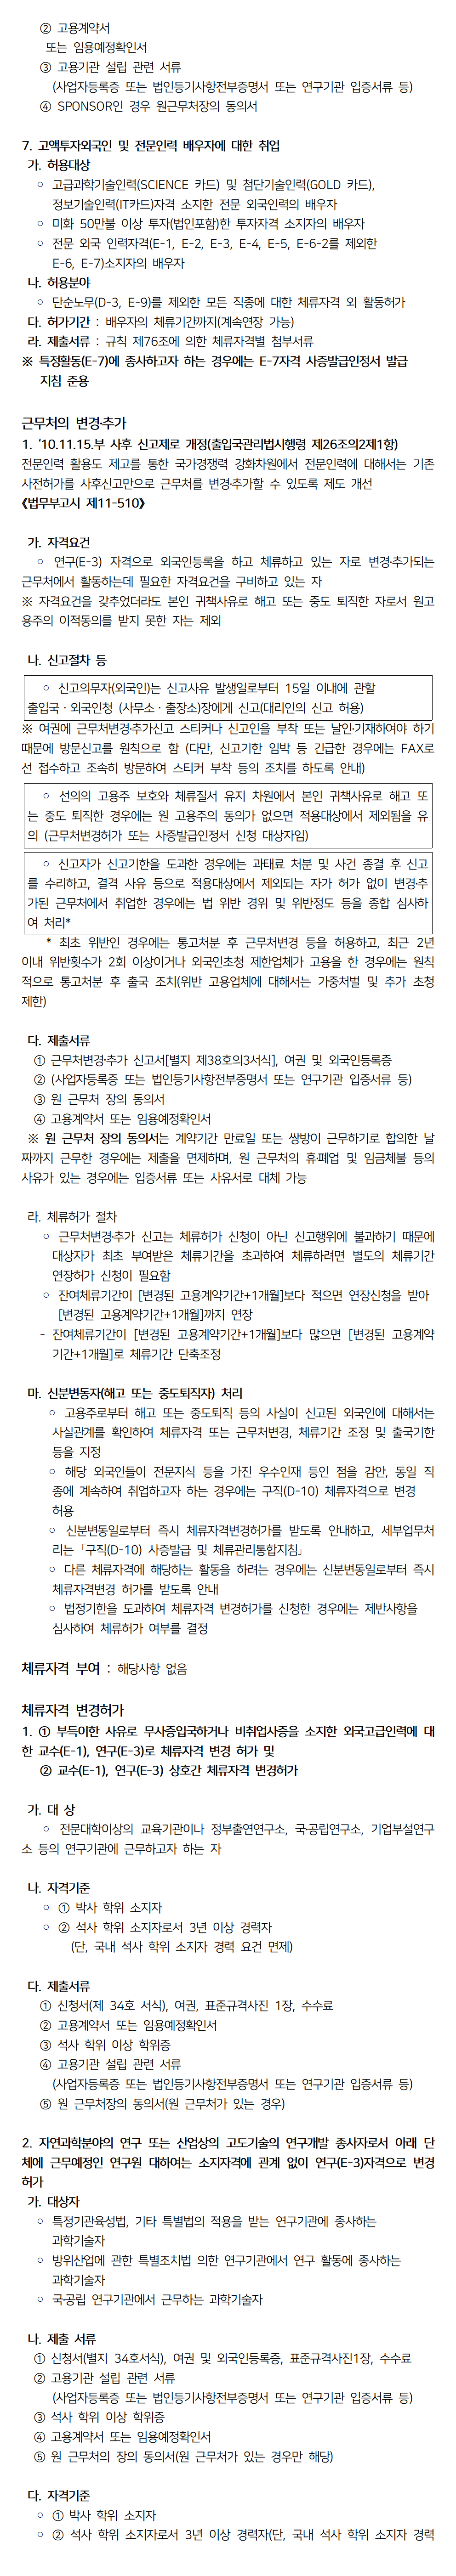 ② 고용계약서
또는 임용예정확인서
③ 고용기관 설립 관련 서류
(사업자등록증 또는 법인등기사항전부증명서 또는 연구기관 입증서류 등)
④ SPONSOR인 경우 원근무처장의 동의서
7. 고액투자외국인 및 전문인력 배우자에 대한 취업
가. 허용대상
○ 고급과학기술인력(SCIENCE 카드) 및 첨단기술인력(GOLD 카드),
정보기술인력(IT카드)자격 소지한 전문 외국인력의 배우자
○ 미화 50만불 이상 투자(법인포함)한 투자자격 소지자의 배우자
○ 전문 외국 인력자격(E-1, E-2, E-3, E-4, E-5, E-6-2를 제외한
E-6, E-7)소지자의 배우자
나. 허용분야
○ 단순노무(D-3, E-9)를 제외한 모든 직종에 대한 체류자격 외 활동허가
다. 허가기간 : 배우자의 체류기간까지(계속연장 가능)
라. 제출서류 : 규칙 제76조에 의한 체류자격별 첨부서류
※ 특정활동(E-7)에 종사하고자 하는 경우에는 E-7자격 사증발급인정서 발급
지침 준용
근무처의 변경·추가
1. ’10.11.15.부 사후 신고제로 개정(출입국관리법시행령 제26조의2제1항)
전문인력 활용도 제고를 통한 국가경쟁력 강화차원에서 전문인력에 대해서는 기존
사전허가를 사후신고만으로 근무처를 변경·추가할 수 있도록 제도 개선
《법무부고시 제11-510》
가. 자격요건
○ 연구(E-3) 자격으로 외국인등록을 하고 체류하고 있는 자로 변경·추가되는
근무처에서 활동하는데 필요한 자격요건을 구비하고 있는 자
※ 자격요건을 갖추었더라도 본인 귀책사유로 해고 또는 중도 퇴직한 자로서 원고
용주의 이적동의를 받지 못한 자는 제외
나. 신고절차 등
○ 신고의무자(외국인)는 신고사유 발생일로부터 15일 이내에 관할
출입국ㆍ외국인청 (사무소ㆍ출장소)장에게 신고(대리인의 신고 허용)
※ 여권에 근무처변경·추가신고 스티커나 신고인을 부착 또는 날인·기재하여야 하기
때문에 방문신고를 원칙으로 함 (다만, 신고기한 임박 등 긴급한 경우에는 FAX로
선 접수하고 조속히 방문하여 스티커 부착 등의 조치를 하도록 안내)
○ 선의의 고용주 보호와 체류질서 유지 차원에서 본인 귀책사유로 해고 또
는 중도 퇴직한 경우에는 원 고용주의 동의가 없으면 적용대상에서 제외됨을 유
의 (근무처변경허가 또는 사증발급인정서 신청 대상자임)
○ 신고자가 신고기한을 도과한 경우에는 과태료 처분 및 사건 종결 후 신고
를 수리하고, 결격 사유 등으로 적용대상에서 제외되는 자가 허가 없이 변경·추
가된 근무처에서 취업한 경우에는 법 위반 경위 및 위반정도 등을 종합 심사하
여 처리*
* 최초 위반인 경우에는 통고처분 후 근무처변경 등을 허용하고, 최근 2년
이내 위반횟수가 2회 이상이거나 외국인초청 제한업체가 고용을 한 경우에는 원칙
적으로 통고처분 후 출국 조치(위반 고용업체에 대해서는 가중처벌 및 추가 초청
제한)
다. 제출서류
① 근무처변경·추가 신고서[별지 제38호의3서식], 여권 및 외국인등록증
② (사업자등록증 또는 법인등기사항전부증명서 또는 연구기관 입증서류 등)
③ 원 근무처 장의 동의서
④ 고용계약서 또는 임용예정확인서
※ 원 근무처 장의 동의서는 계약기간 만료일 또는 쌍방이 근무하기로 합의한 날
짜까지 근무한 경우에는 제출을 면제하며, 원 근무처의 휴·폐업 및 임금체불 등의
사유가 있는 경우에는 입증서류 또는 사유서로 대체 가능
라. 체류허가 절차
○ 근무처변경·추가 신고는 체류허가 신청이 아닌 신고행위에 불과하기 때문에
대상자가 최초 부여받은 체류기간을 초과하여 체류하려면 별도의 체류기간
연장허가 신청이 필요함
○ 잔여체류기간이 [변경된 고용계약기간+1개월]보다 적으면 연장신청을 받아
[변경된 고용계약기간+1개월]까지 연장
- 잔여체류기간이 [변경된 고용계약기간+1개월]보다 많으면 [변경된 고용계약
기간+1개월]로 체류기간 단축조정
마. 신분변동자(해고 또는 중도퇴직자) 처리
○ 고용주로부터 해고 또는 중도퇴직 등의 사실이 신고된 외국인에 대해서는
사실관계를 확인하여 체류자격 또는 근무처변경, 체류기간 조정 및 출국기한
등을 지정
○ 해당 외국인들이 전문지식 등을 가진 우수인재 등인 점을 감안, 동일 직
종에 계속하여 취업하고자 하는 경우에는 구직(D-10) 체류자격으로 변경
허용
○ 신분변동일로부터 즉시 체류자격변경허가를 받도록 안내하고, 세부업무처
리는「구직(D-10) 사증발급 및 체류관리통합지침」
○ 다른 체류자격에 해당하는 활동을 하려는 경우에는 신분변동일로부터 즉시
체류자격변경 허가를 받도록 안내
○ 법정기한을 도과하여 체류자격 변경허가를 신청한 경우에는 제반사항을
심사하여 체류허가 여부를 결정
체류자격 부여 : 해당사항 없음
체류자격 변경허가
1. ① 부득이한 사유로 무사증입국하거나 비취업사증을 소지한 외국고급인력에 대
한 교수(E-1), 연구(E-3)로 체류자격 변경 허가 및
② 교수(E-1), 연구(E-3) 상호간 체류자격 변경허가
가. 대 상
○ 전문대학이상의 교육기관이나 정부출연연구소, 국·공립연구소, 기업부설연구
소 등의 연구기관에 근무하고자 하는 자
나. 자격기준
○ ① 박사 학위 소지자
○ ② 석사 학위 소지자로서 3년 이상 경력자
(단, 국내 석사 학위 소지자 경력 요건 면제)
다. 제출서류
① 신청서(제 34호 서식), 여권, 표준규격사진 1장, 수수료
② 고용계약서 또는 임용예정확인서
③ 석사 학위 이상 학위증
④ 고용기관 설립 관련 서류
(사업자등록증 또는 법인등기사항전부증명서 또는 연구기관 입증서류 등)
⑤ 원 근무처장의 동의서(원 근무처가 있는 경우)
2. 자연과학분야의 연구 또는 산업상의 고도기술의 연구개발 종사자로서 아래 단
체에 근무예정인 연구원 대하여는 소지자격에 관계 없이 연구(E-3)자격으로 변경
허가
가. 대상자
○ 특정기관육성법, 기타 특별법의 적용을 받는 연구기관에 종사하는
과학기술자
○ 방위산업에 관한 특별조치법 의한 연구기관에서 연구 활동에 종사하는
과학기술자
○ 국·공립 연구기관에서 근무하는 과학기술자
나. 제출 서류
① 신청서(별지 34호서식), 여권 및 외국인등록증, 표준규격사진1장, 수수료
② 고용기관 설립 관련 서류
(사업자등록증 또는 법인등기사항전부증명서 또는 연구기관 입증서류 등)
③ 석사 학위 이상 학위증
④ 고용계약서 또는 임용예정확인서
⑤ 원 근무처의 장의 동의서(원 근무처가 있는 경우만 해당)
다. 자격기준
○ ① 박사 학위 소지자
○ ② 석사 학위 소지자로서 3년 이상 경력자(단, 국내 석사 학위 소지자 경력